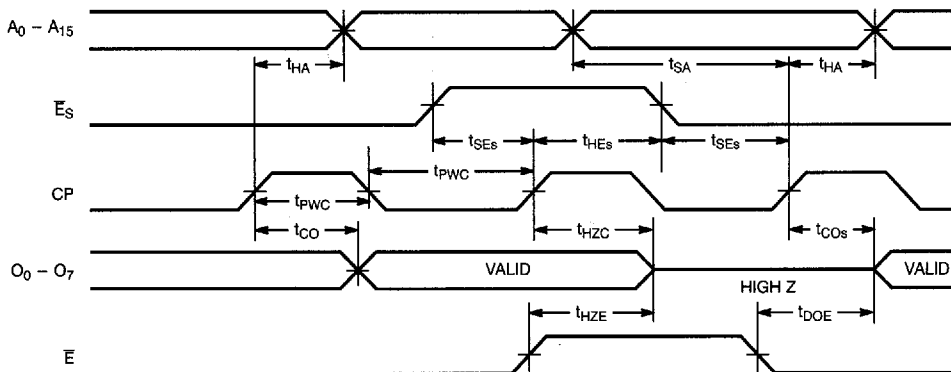 A0 – A15
tHA tSA tHA
E̅S
tSEs tHEs tSEs
CP
tPWC tPWC
tCO tHZC tCOs
O0 – O7 VALID HIGH Z VALID
tHZE tDOE
E̅